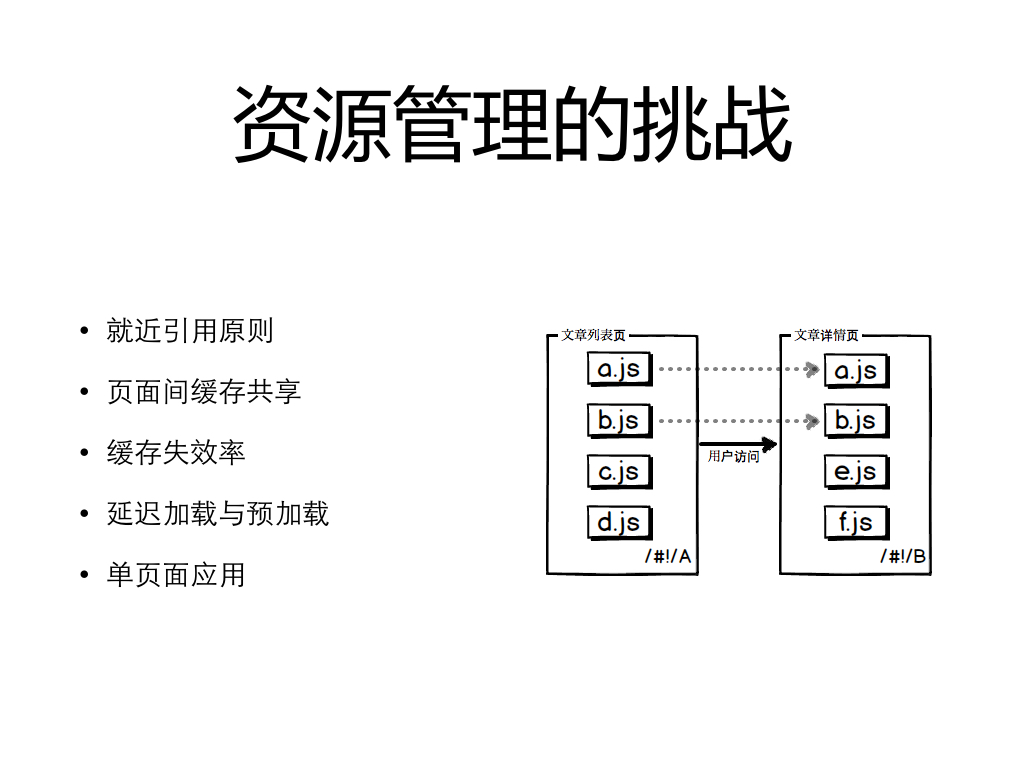 资源管理的挑战
• 就近引用原则
• 页面间缓存共享
• 缓存失效率
• 延迟加载与预加载
• 单页面应用
文章列表页
a.js
b.js
c.js
d.js
/#!/A
用户访问
文章详情页
a.js
b.js
e.js
f.js
/#!/B